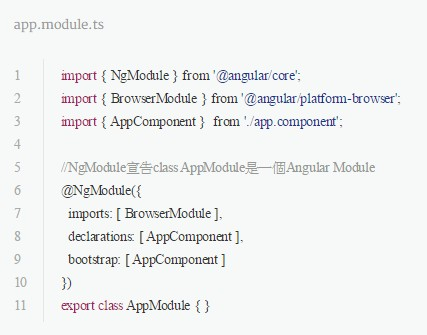 app.module.ts
1 import { NgModule } from '@angular/core';
2 import { BrowserModule } from '@angular/platform-browser';
3 import { AppComponent }  from './app.component';
4
5 //NgModule宣告class AppModule是一個Angular Module
6 @NgModule({
7   imports: [ BrowserModule ],
8   declarations: [ AppComponent ],
9   bootstrap: [ AppComponent ]
10 })
11 export class AppModule { }